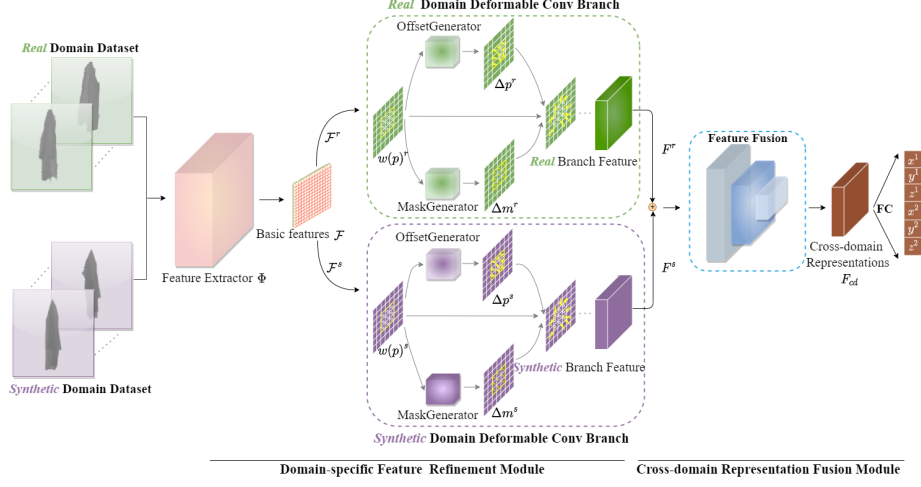 Real Domain Deformable Conv Branch
Real Domain Dataset
OffsetGenerator
Δp^r
w(p)^r
Real Branch Feature
MaskGenerator
Δm^r
F^r
Basic features F
F^s
Feature Extractor Φ
OffsetGenerator
Δp^s
w(p)^s
Synthetic Branch Feature
MaskGenerator
Δm^s
Synthetic Domain Dataset
Synthetic Domain Deformable Conv Branch
F^r
F^s
Feature Fusion
Cross-domain
Representations
F_cd
FC
x^1
y^1
z^1
x^2
y^2
z^2
Domain-specific Feature Refinement Module
Cross-domain Representation Fusion Module